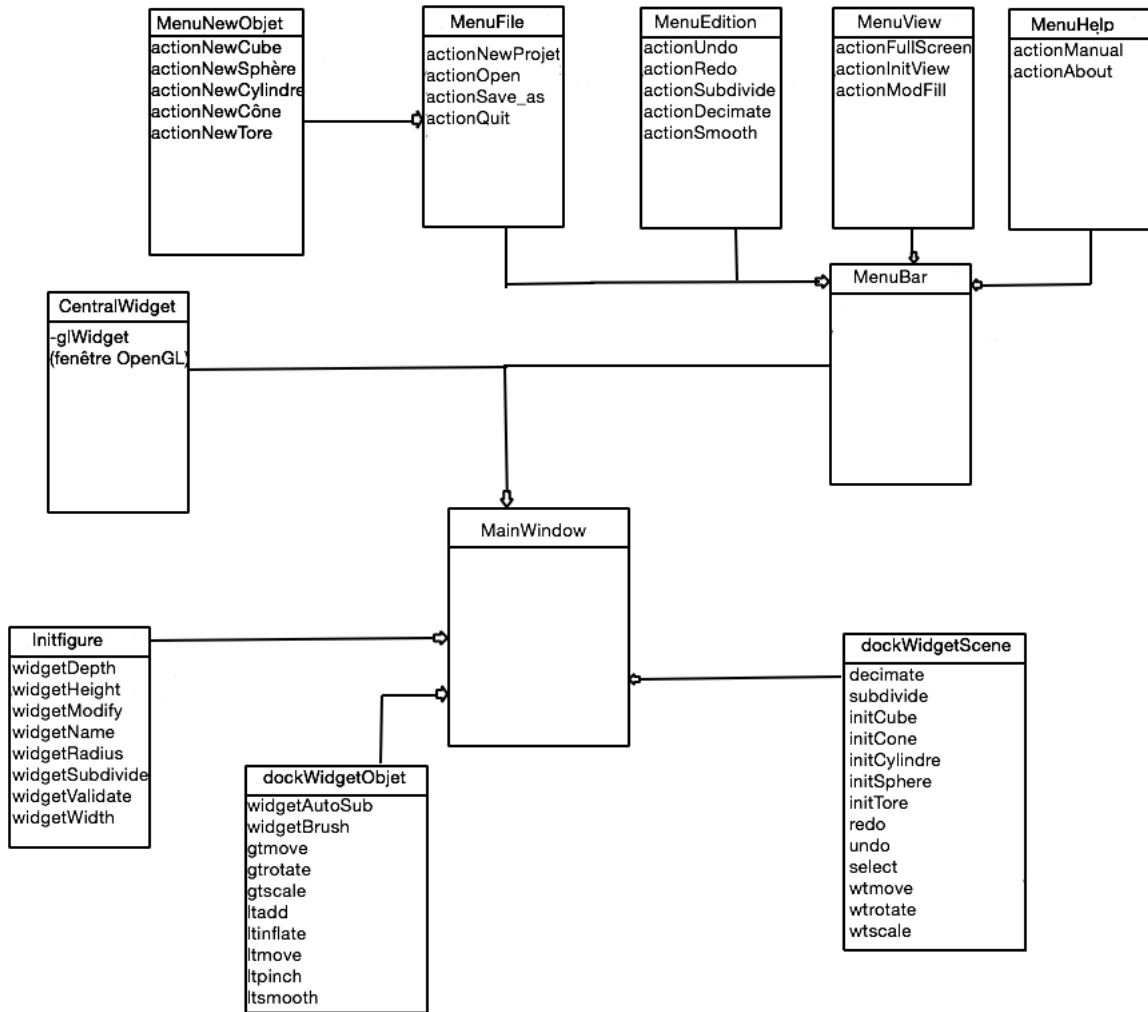 MenuNewObjet
actionNewCube
actionNewSphère
actionNewCylindre
actionNewCône
actionNewTore
MenuFile
actionNewProjet
actionOpen
actionSave_as
actionQuit
MenuEdition
actionUndo
actionRedo
actionSubdivide
actionDecimate
actionSmooth
MenuView
actionFullScreen
actionInitView
actionModFill
MenuHelp
actionManual
actionAbout
MenuBar
CentralWidget
-glWidget
(fenêtre OpenGL)
MainWindow
Initfigure
widgetDepth
widgetHeight
widgetModify
widgetName
widgetRadius
widgetSubdivide
widgetValidate
widgetWidth
dockWidgetObjet
widgetAutoSub
widgetBrush
gtmove
gtrotate
gtscale
ltadd
ltinflate
ltmove
ltpinch
ltsmooth
dockWidgetScene
decimate
subdivide
initCube
initCone
initCylindre
initSphere
initTore
redo
undo
select
wtmove
wtrotate
wtscale